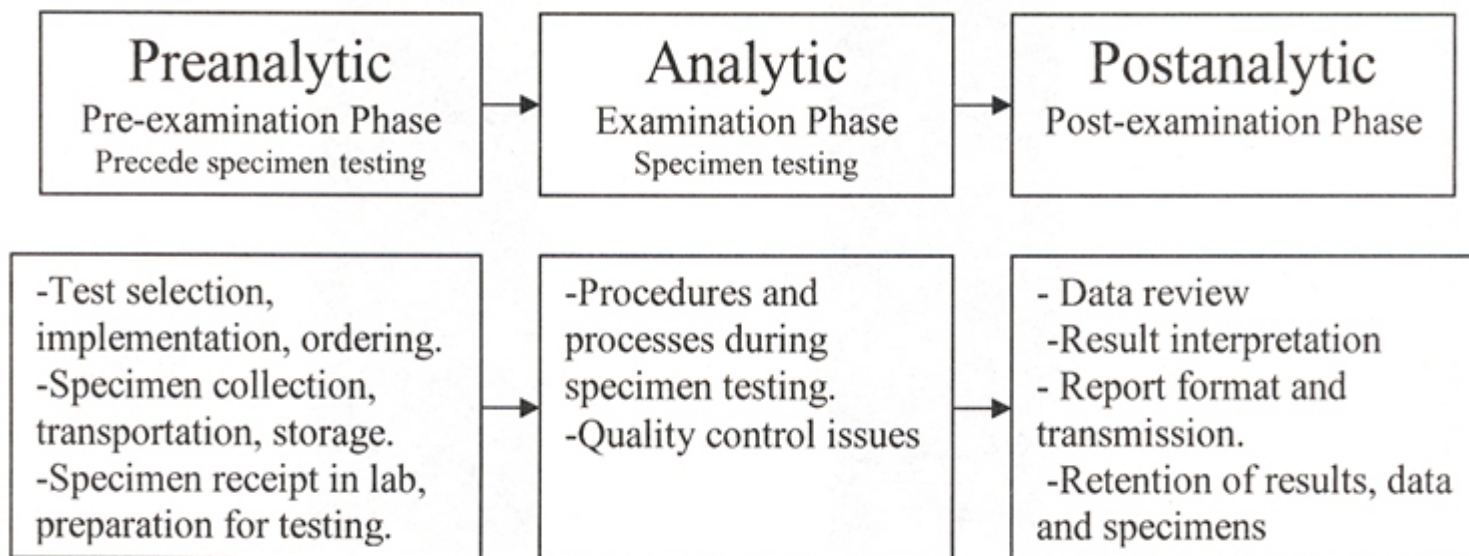 Preanalytic
Pre-examination Phase
Precede specimen testing
Analytic
Examination Phase
Specimen testing
Postanalytic
Post-examination Phase
-Test selection,
implementation, ordering.
-Specimen collection,
transportation, storage.
-Specimen receipt in lab,
preparation for testing.
-Procedures and
processes during
specimen testing.
-Quality control issues
- Data review
-Result interpretation
- Report format and
transmission.
-Retention of results, data
and specimens